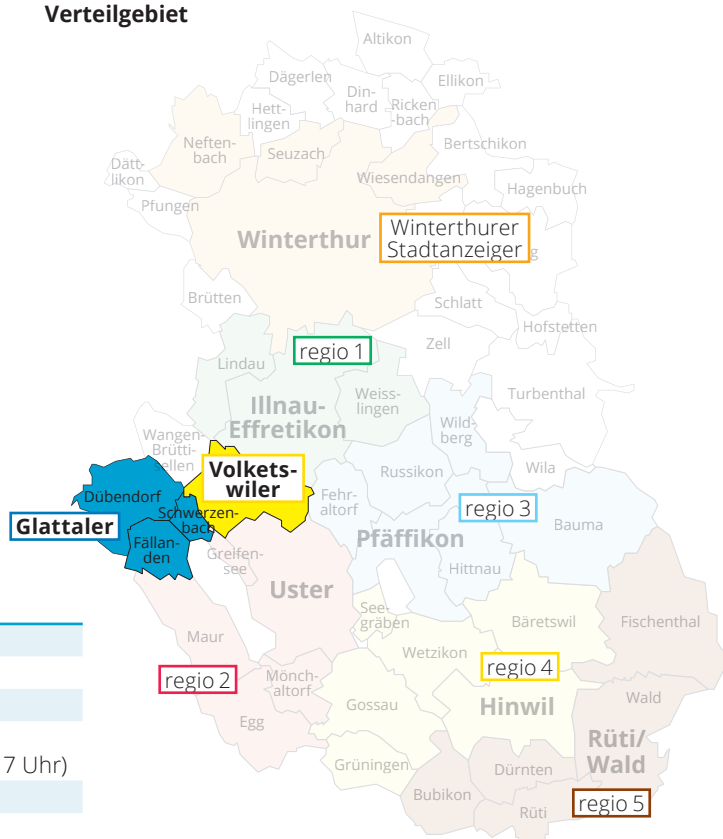 Verteilgebiet
Altikon
Dägerlen
Ellikon
Din-
hard
Ricken
-bach
Hett-
lingen
Neften-
bach
Seuzach
Bertschikon
Dätt-
likon
Wiesendangen
Hagenbuch
Pfungen
Winterthur
Winterthurer
Stadtanzeiger
g
Brütten
Schlatt
Hofstetten
Zell
regio 1
Lindau
Weiss-
lingen
Turbenthal
Illnau-
Effretikon
Wild-
berg
Wangen-
Brütti-
sellen
Volkets-
wiler
Russikon
Wila
Fehr-
altorf
Dübendorf
Schwerzen-
bach
regio 3
Bauma
Glattaler
Fällan-
den
Pfäffikon
Greifen-
see
Hittnau
Uster
See-
gräben
Bäretswil
Fischenthal
Maur
Wetzikon
regio 4
regio 2
Mönch-
altorf
Gossau
Hinwil
Wald
Egg
Rüti/
Wald
Grüningen
Dürnten
7 Uhr)
Bubikon
Rüti
regio 5